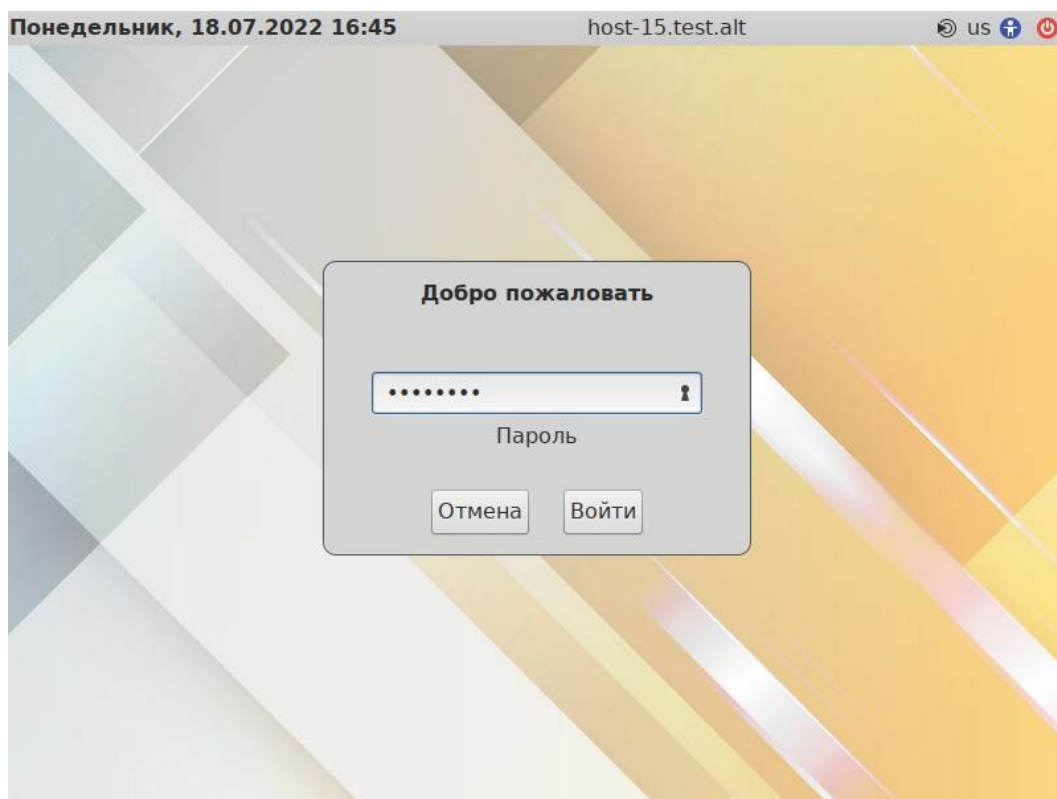 Понедельник, 18.07.2022 16:45 host-15.test.alt us
Добро пожаловать
••••••••
Пароль
Отмена Войти